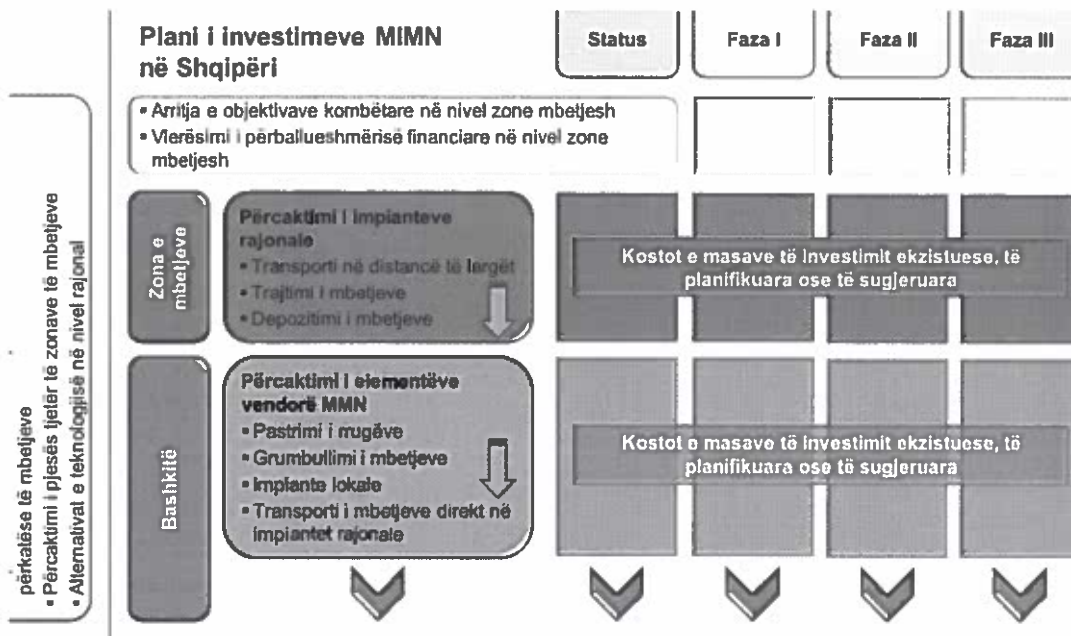 Plani i investimeve MIMN
në Shqipëri
Status
Faza I
Faza II
Faza III
▪ Arritja e objektivave kombëtare në nivel zone mbetjesh
▪ Vlerësimi i përballueshmërisë financiare në nivel zone
mbetjesh
përkatëse të mbetjeve
▪ Përcaktimi i pjesës tjetër të zonave të mbetjeve
▪ Alternativat e teknologjisë në nivel rajonal
Zona e
mbetjeve
Përcaktimi i impianteve
rajonale
▪ Transporti në distancë të largët
▪ Trajtimi i mbetjeve
▪ Depozitimi i mbetjeve
Kostot e masave të investimit ekzistuese, të
planifikuara ose të sugjeruara
Bashkitë
Përcaktimi i elementëve
vendorë MMN
▪ Pastrimi i rrugëve
▪ Grumbullimi i mbetjeve
▪ Implante lokale
▪ Transporti i mbetjeve direkt në
impiantet rajonale
Kostot e masave të investimit ekzistuese, të
planifikuara ose të sugjeruara